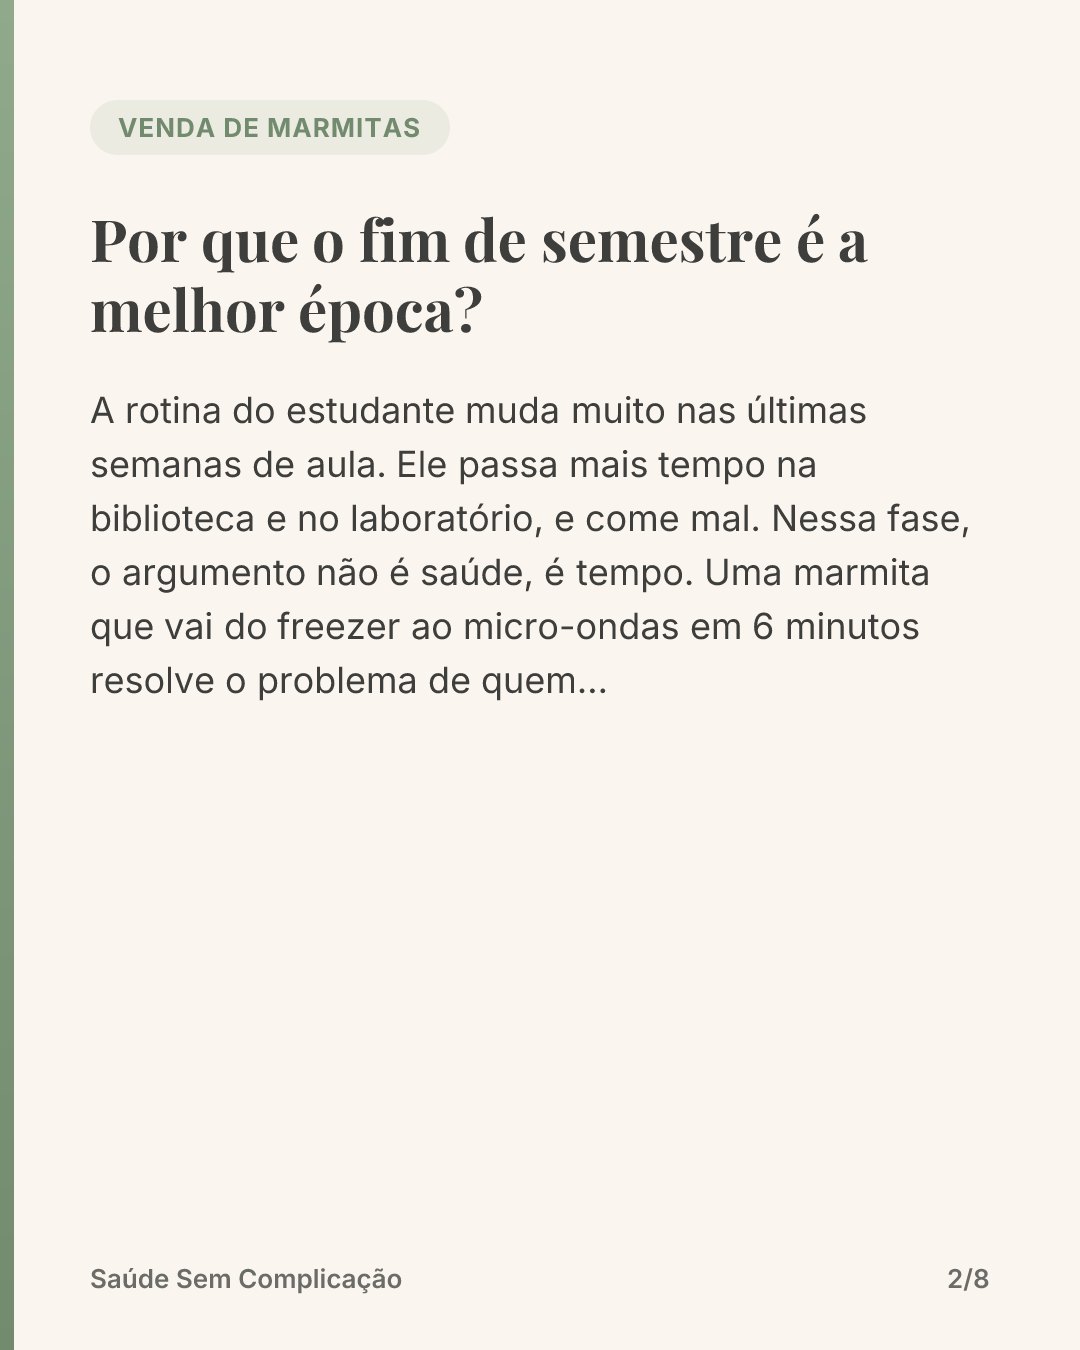 VENDA DE MARMITAS
Por que o fim de semestre é a
melhor época?
A rotina do estudante muda muito nas últimas
semanas de aula. Ele passa mais tempo na
biblioteca e no laboratório, e come mal. Nessa fase,
o argumento não é saúde, é tempo. Uma marmita
que vai do freezer ao micro-ondas em 6 minutos
resolve o problema de quem...
Saúde Sem Complicação
2/8